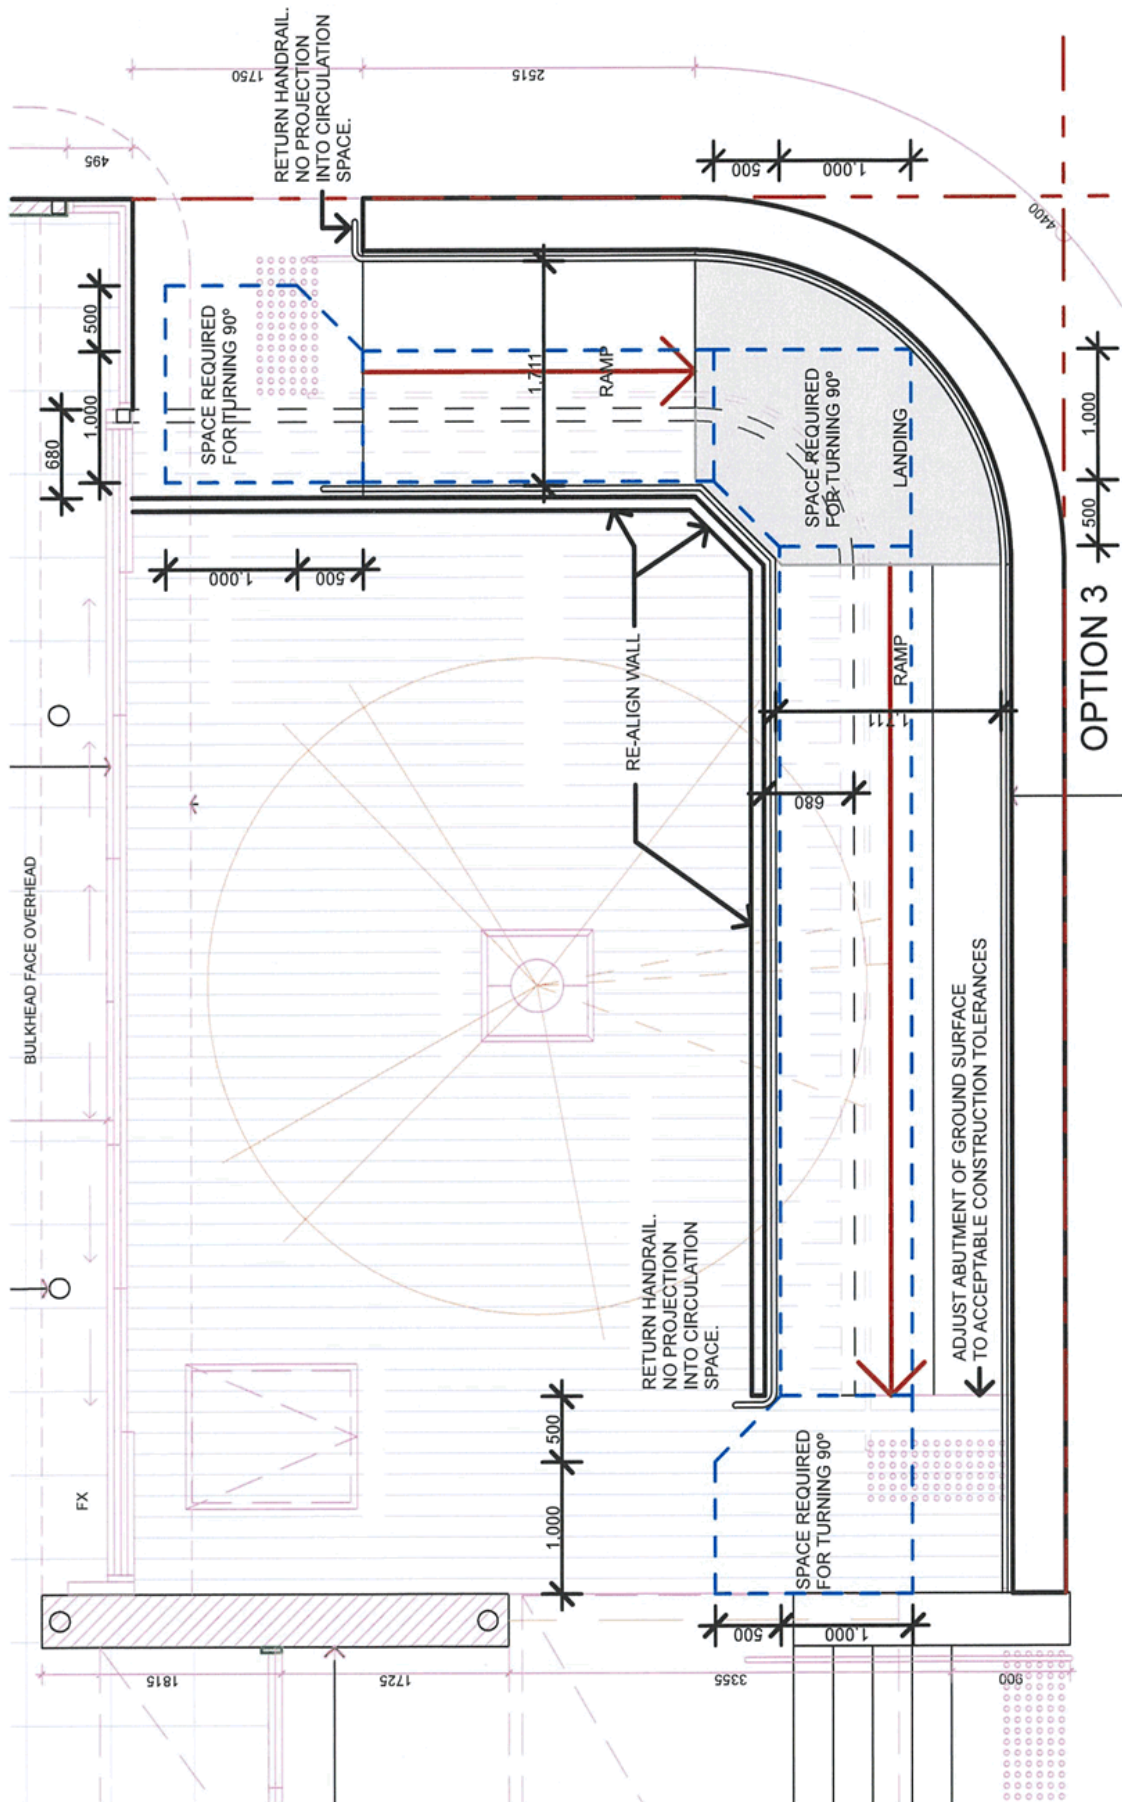 1750
2515
495
RETURN HANDRAIL.
NO PROJECTION
INTO CIRCULATION
SPACE.
500
1,000
4400
680
1,000
500
SPACE REQUIRED
FOR TURNING 90°
1,711
RAMP
SPACE REQUIRED
FOR TURNING 90°
LANDING
1,000
500
1,000
500
OPTION 3
RE-ALIGN WALL
RAMP
1,711
680
BULKHEAD FACE OVERHEAD
ADJUST ABUTMENT OF GROUND SURFACE
TO ACCEPTABLE CONSTRUCTION TOLERANCES
RETURN HANDRAIL.
NO PROJECTION
INTO CIRCULATION
SPACE.
500
1,000
FX
SPACE REQUIRED
FOR TURNING 90°
500
1,000
1815
1725
3355
900